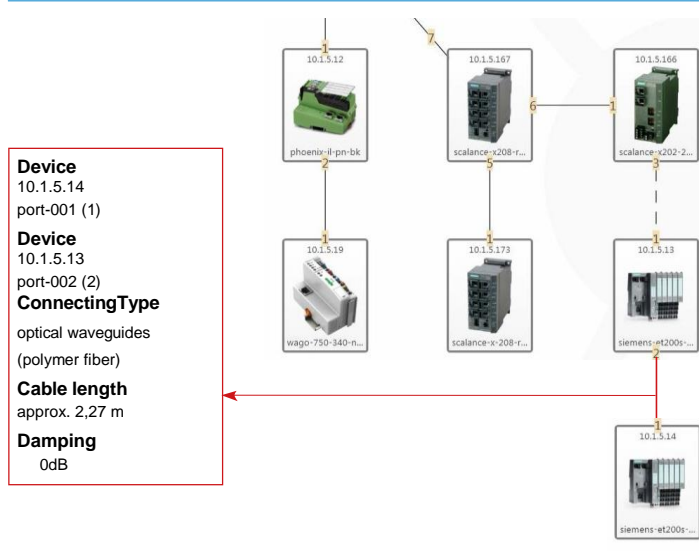 7
1
10.1.5.12
phoenix-il-pn-bk
2
10.1.5.167
scalance-x208-r...
6
5
10.1.5.166
1
scalance-x202-2...
3
1
10.1.5.19
wago-750-340-n...
1
10.1.5.173
scalance-x-208-r...
1
10.1.5.13
siemens-et200s-...
2
1
10.1.5.14
siemens-et200s-...
Device
10.1.5.14
port-001 (1)
Device
10.1.5.13
port-002 (2)
ConnectingType
optical waveguides
(polymer fiber)
Cable length
approx. 2,27 m
Damping
0dB